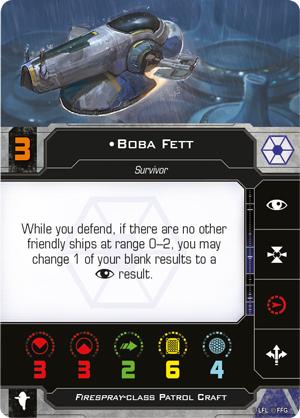 3
•Boba Fett
Survivor
While you defend, if there are no other
friendly ships at range 0–2, you may
change 1 of your blank results to a
result.
3 3 2 6 4
Firespray-class Patrol Craft
LFL ©FFG